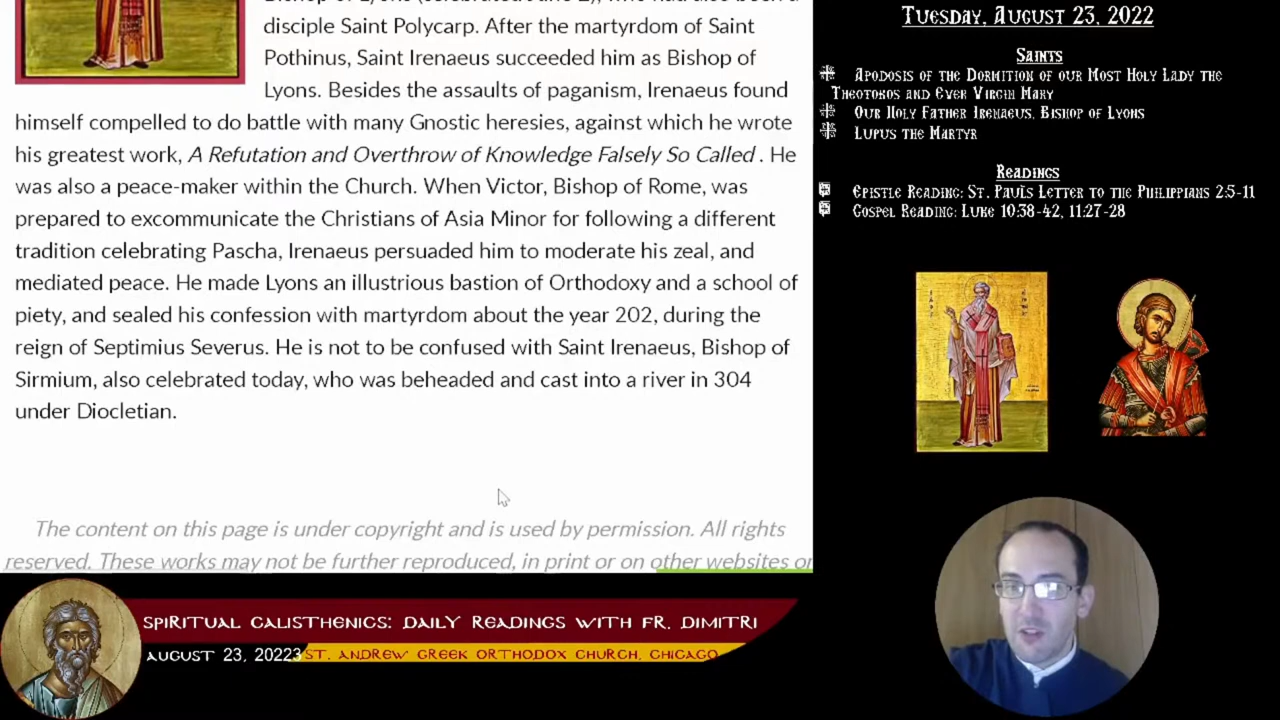 disciple Saint Polycarp. After the martyrdom of Saint
Pothinus, Saint Irenaeus succeeded him as Bishop of
Lyons. Besides the assaults of paganism, Irenaeus found
himself compelled to do battle with many Gnostic heresies, against which he wrote
his greatest work, A Refutation and Overthrow of Knowledge Falsely So Called . He
was also a peace-maker within the Church. When Victor, Bishop of Rome, was
prepared to excommunicate the Christians of Asia Minor for following a different
tradition celebrating Pascha, Irenaeus persuaded him to moderate his zeal, and
mediated peace. He made Lyons an illustrious bastion of Orthodoxy and a school of
piety, and sealed his confession with martyrdom about the year 202, during the
reign of Septimius Severus. He is not to be confused with Saint Irenaeus, Bishop of
Sirmium, also celebrated today, who was beheaded and cast into a river in 304
under Diocletian.
The content on this page is under copyright and is used by permission. All rights
reserved. These works may not be further reproduced, in print or on other websites or
Tuesday, August 23, 2022
Saints
Apodosis of the Dormition of our Most Holy Lady the
Theotokos and Ever Virgin Mary
Our Holy Father Irenaeus, Bishop of Lyons
Lupus the Martyr
Readings
Epistle Reading: St. Paul's Letter to the Philippians 2:5-11
Gospel Reading: Luke 10:38-42, 11:27-28
Spiritual Calisthenics: Daily Readings with Fr. Dimitri
August 23, 20223
St. Andrew Greek Orthodox Church, Chicago